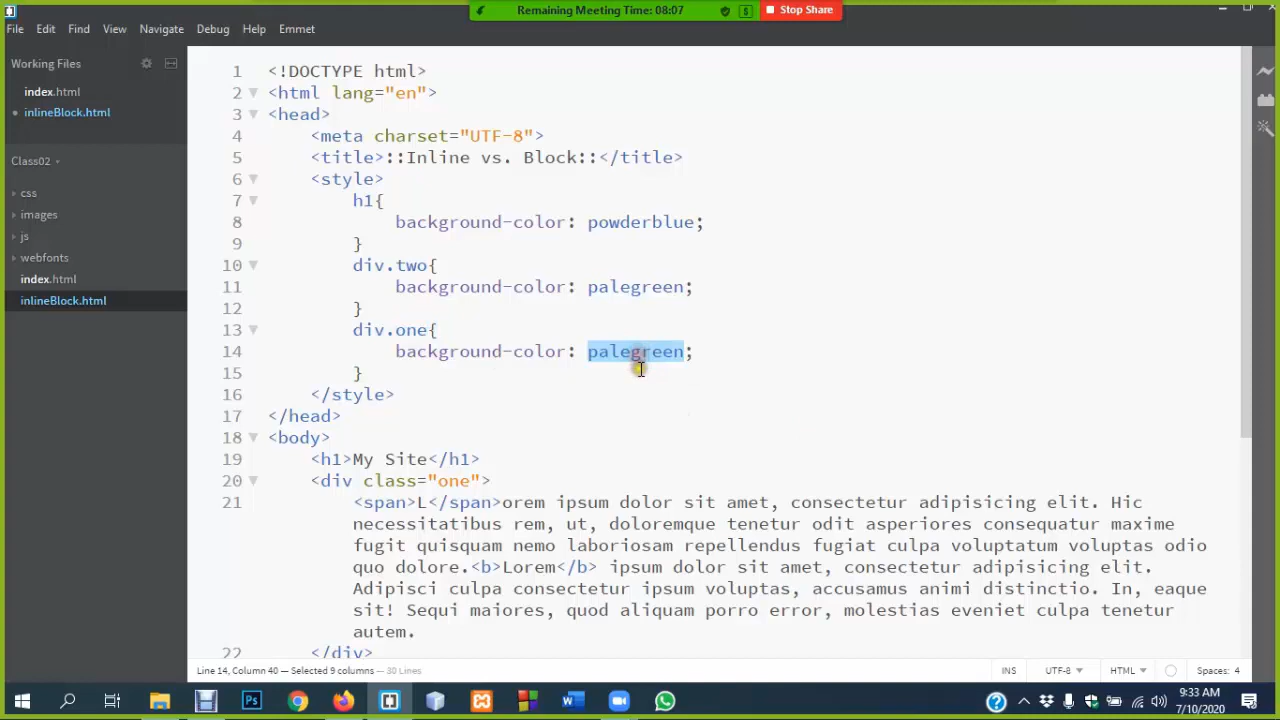 Remaining Meeting Time: 08:07
Stop Share
File Edit Find View Navigate Debug Help Emmet
Working Files
index.html
inlineBlock.html
Class02
css
images
js
webfonts
index.html
inlineBlock.html
1 <!DOCTYPE html>
2 <html lang="en">
3 <head>
4 <meta charset="UTF-8">
5 <title>::Inline vs. Block::</title>
6 <style>
7 h1{
8 background-color: powderblue;
9 }
10 div.two{
11 background-color: palegreen;
12 }
13 div.one{
14 background-color: palegreen;
15 }
16 </style>
17 </head>
18 <body>
19 <h1>My Site</h1>
20 <div class="one">
21 <span>L</span>orem ipsum dolor sit amet, consectetur adipisicing elit. Hic
necessitatibus rem, ut, doloremque tenetur odit asperiores consequatur maxime
fugit quisquam nemo laboriosam repellendus fugiat culpa voluptatum voluptas odio
quo dolore.<b>Lorem</b> ipsum dolor sit amet, consectetur adipisicing elit.
Adipisci culpa consectetur ipsum voluptas, accusamus animi distinctio. In, eaque
sit! Sequi maiores, quod aliquam porro error, molestias eveniet culpa tenetur
autem.
22 </div>
Line 14, Column 40 — Selected 9 columns — 30 Lines
INS UTF-8 HTML Spaces: 4
9:33 AM
7/10/2020